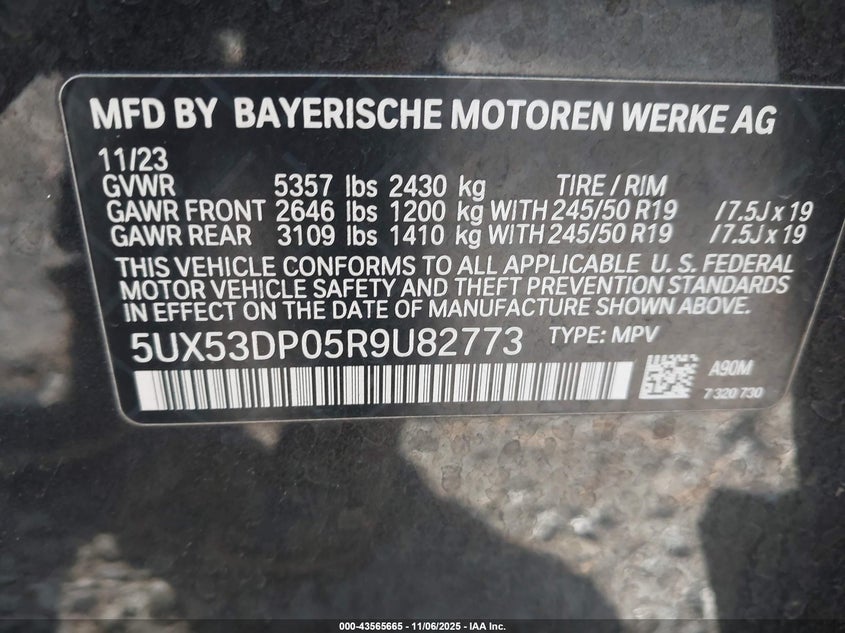 MFD BY BAYERISCHE MOTOREN WERKE AG
11/23
GVWR 5357 lbs 2430 kg TIRE / RIM
GAWR FRONT 2646 lbs 1200 kg WITH 245/50 R19 /7.5J x 19
GAWR REAR 3109 lbs 1410 kg WITH 245/50 R19 /7.5J x 19
THIS VEHICLE CONFORMS TO ALL APPLICABLE U. S. FEDERAL
MOTOR VEHICLE SAFETY AND THEFT PREVENTION STANDARDS
IN EFFECT ON THE DATE OF MANUFACTURE SHOWN ABOVE.
5UX53DP05R9U82773 TYPE: MPV
A90M
7 320 730
000-43565665 - 11/06/2025 - IAA Inc.